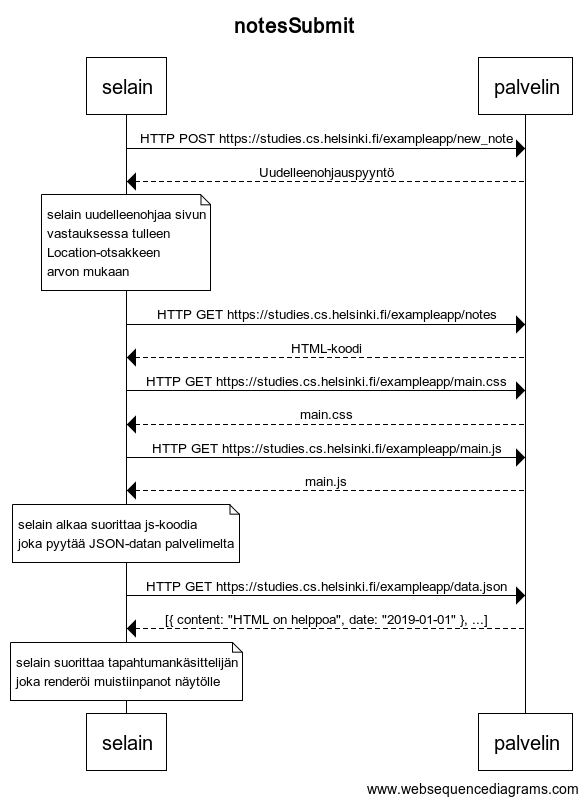 notesSubmit
selain
palvelin
HTTP POST https://studies.cs.helsinki.fi/exampleapp/new_note
Uudelleenohjauspyyntö
selain uudelleenohjaa sivun
vastauksessa tulleen
Location-otsakkeen
arvon mukaan
HTTP GET https://studies.cs.helsinki.fi/exampleapp/notes
HTML-koodi
HTTP GET https://studies.cs.helsinki.fi/exampleapp/main.css
main.css
HTTP GET https://studies.cs.helsinki.fi/exampleapp/main.js
main.js
selain alkaa suorittaa js-koodia
joka pyytää JSON-datan palvelimelta
HTTP GET https://studies.cs.helsinki.fi/exampleapp/data.json
[{ content: "HTML on helppoa", date: "2019-01-01" }, ...]
selain suorittaa tapahtumankäsittelijän
joka renderöi muistiinpanot näytölle
selain
palvelin
www.websequencediagrams.com